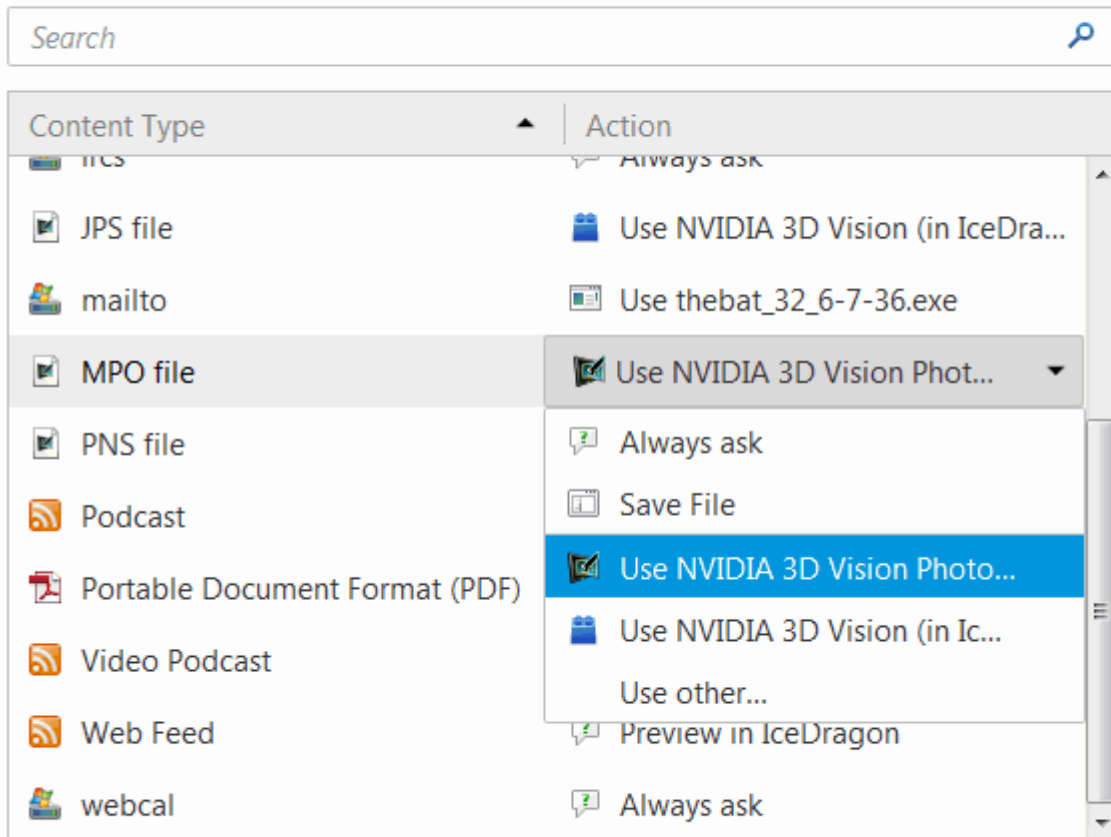 Search
Content Type Action
ircs Always ask
JPS file Use NVIDIA 3D Vision (in IceDra...
mailto Use thebat_32_6-7-36.exe
MPO file Use NVIDIA 3D Vision Phot...
PNS file Always ask
Podcast Save File
Portable Document Format (PDF) Use NVIDIA 3D Vision Photo...
Video Podcast Use NVIDIA 3D Vision (in Ic...
Use other...
Web Feed Preview in IceDragon
webcal Always ask